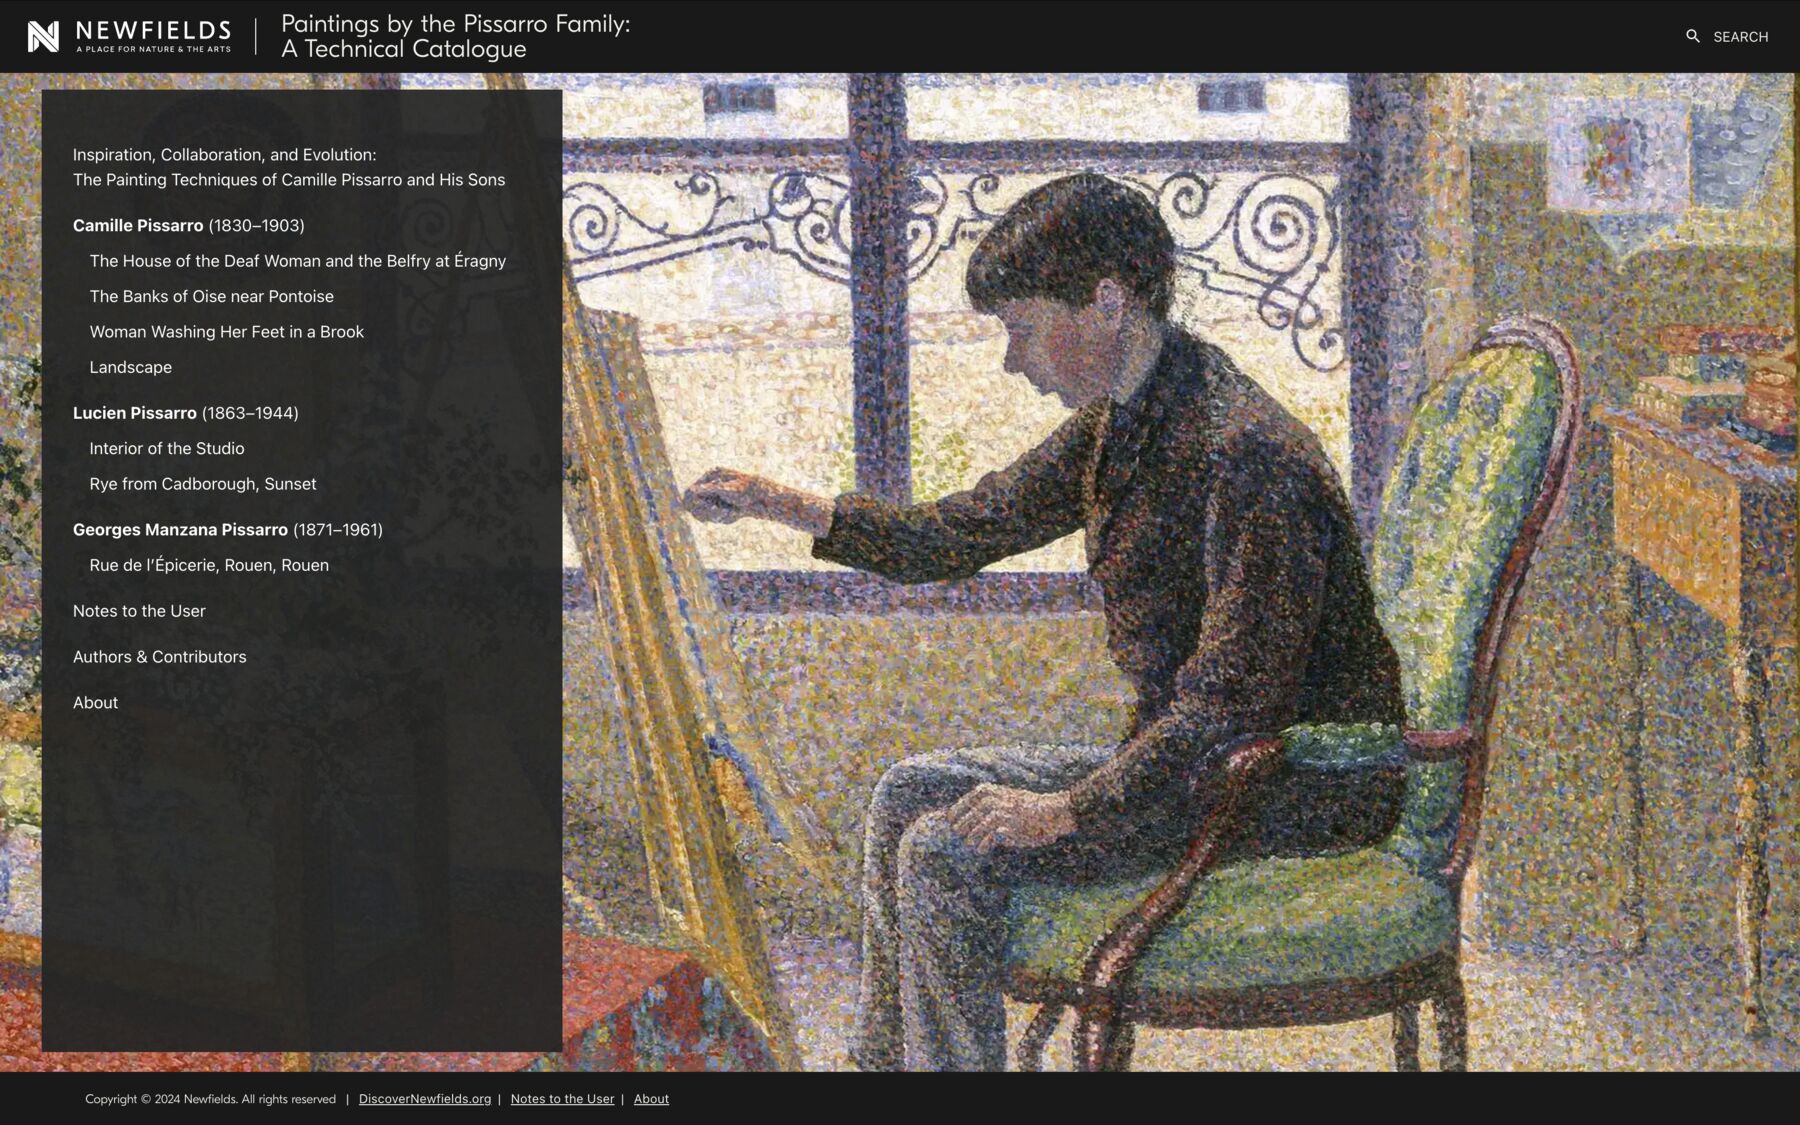 NEWFIELDS
A PLACE FOR NATURE & THE ARTS
Paintings by the Pissarro Family:
A Technical Catalogue
SEARCH
Inspiration, Collaboration, and Evolution:
The Painting Techniques of Camille Pissarro and His Sons
Camille Pissarro (1830–1903)
The House of the Deaf Woman and the Belfry at Éragny
The Banks of Oise near Pontoise
Woman Washing Her Feet in a Brook
Landscape
Lucien Pissarro (1863–1944)
Interior of the Studio
Rye from Cadborough, Sunset
Georges Manzana Pissarro (1871–1961)
Rue de l’Épicerie, Rouen, Rouen
Notes to the User
Authors & Contributors
About
Copyright © 2024 Newfields. All rights reserved | DiscoverNewfields.org | Notes to the User | About